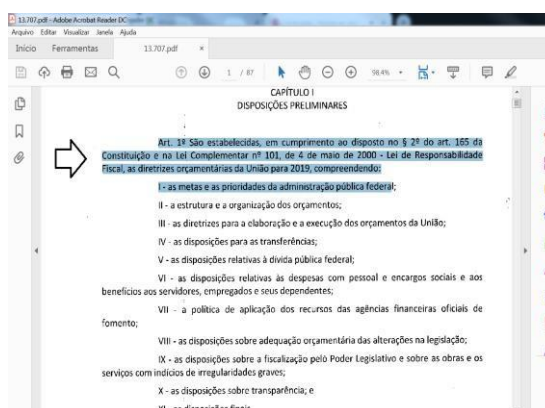 13.707.pdf - Adobe Acrobat Reader DC
Arquivo Editar Visualizar Janela Ajuda
Início Ferramentas 13.707.pdf ×
1 / 87 98,4%
CAPÍTULO I
DISPOSIÇÕES PRELIMINARES
Art. 1º São estabelecidas, em cumprimento ao disposto no § 2º do art. 165 da
Constituição e na Lei Complementar nº 101, de 4 de maio de 2000 - Lei de Responsabilidade
Fiscal, as diretrizes orçamentárias da União para 2019, compreendendo:
I - as metas e as prioridades da administração pública federal;
II - a estrutura e a organização dos orçamentos;
III - as diretrizes para a elaboração e a execução dos orçamentos da União;
IV - as disposições para as transferências;
V - as disposições relativas à dívida pública federal;
VI - as disposições relativas às despesas com pessoal e encargos sociais e aos
benefícios aos servidores, empregados e seus dependentes;
VII - a política de aplicação dos recursos das agências financeiras oficiais de
fomento;
VIII - as disposições sobre adequação orçamentária das alterações na legislação;
IX - as disposições sobre a fiscalização pelo Poder Legislativo e sobre as obras e os
serviços com indícios de irregularidades graves;
X - as disposições sobre transparência; e
XI - as disposições finais